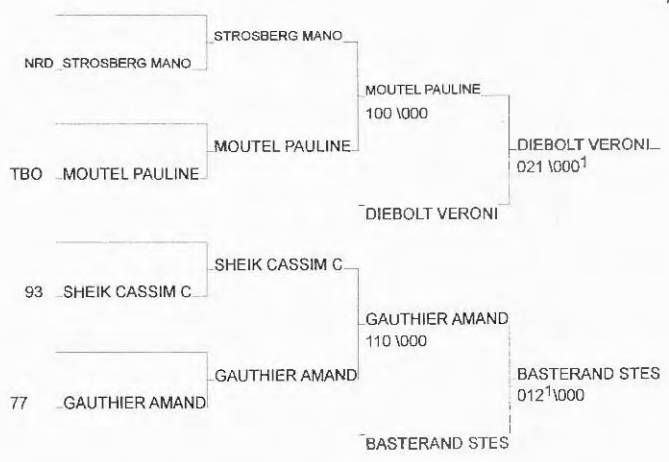 STROSBERG MANO
NRD STROSBERG MANO
MOUTEL PAULINE
100 \000
MOUTEL PAULINE
DIEBOLT VERONI
021 \000¹
TBO MOUTEL PAULINE
DIEBOLT VERONI
SHEIK CASSIM C
93 SHEIK CASSIM C
GAUTHIER AMAND
110 \000
GAUTHIER AMAND
BASTERAND STES
012¹\000
77 GAUTHIER AMAND
BASTERAND STES